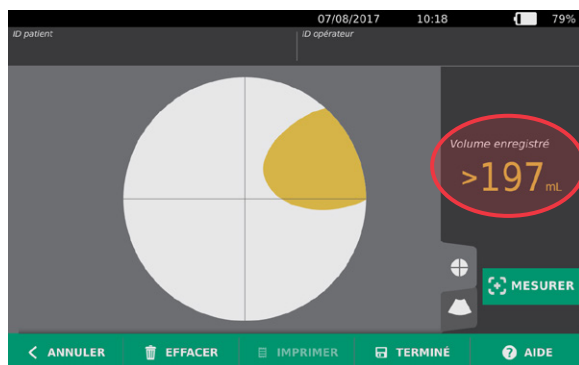 07/08/2017 10:18 79%
ID patient ID opérateur
Volume enregistré
>197 mL
MESURER
ANNULER EFFACER IMPRIMER TERMINÉ AIDE